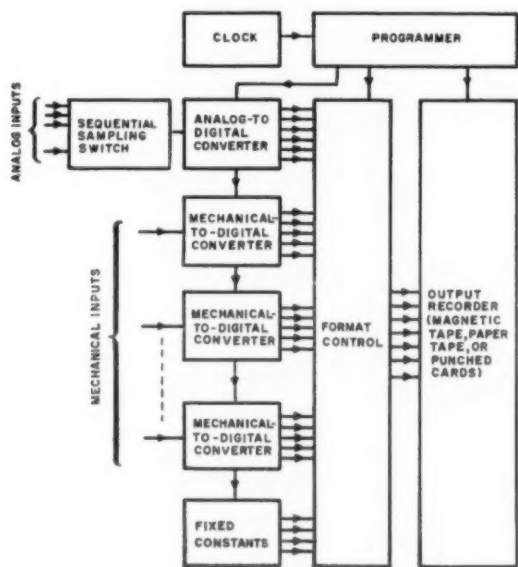 CLOCK
PROGRAMMER
ANALOG INPUTS
SEQUENTIAL
SAMPLING
SWITCH
ANALOG-TO
DIGITAL
CONVERTER
MECHANICAL INPUTS
MECHANICAL-
TO-DIGITAL
CONVERTER
MECHANICAL-
TO-DIGITAL
CONVERTER
MECHANICAL-
TO-DIGITAL
CONVERTER
FIXED
CONSTANTS
FORMAT
CONTROL
OUTPUT
RECORDER
(MAGNETIC
TAPE, PAPER
TAPE, OR
PUNCHED
CARDS)